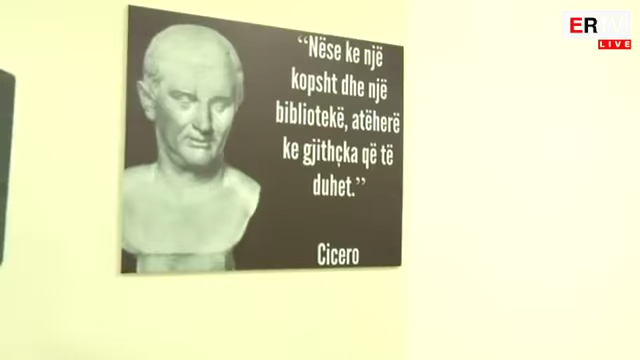 “Nëse ke një
kopsht dhe një
bibliotekë, atëherë
ke gjithçka që të
duhet.”
Cicero
ER
LIVE